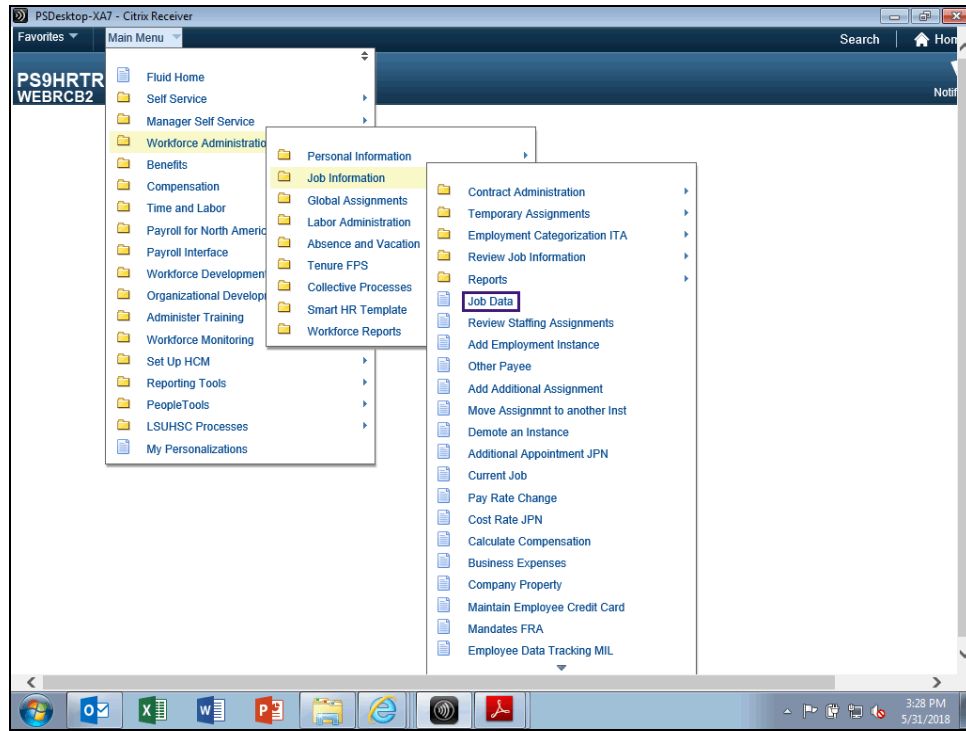 PSDesktop-XA7 - Citrix Receiver
Favorites Main Menu Search Home
PS9HRTR
WEBRCB2
Fluid Home
Self Service
Manager Self Service
Workforce Administratio
Benefits
Compensation
Time and Labor
Payroll for North Americ
Payroll Interface
Workforce Developmen
Organizational Develop
Administer Training
Workforce Monitoring
Set Up HCM
Reporting Tools
PeopleTools
LSUHSC Processes
My Personalizations
Personal Information
Job Information
Global Assignments
Labor Administration
Absence and Vacation
Tenure FPS
Collective Processes
Smart HR Template
Workforce Reports
Contract Administration
Temporary Assignments
Employment Categorization ITA
Review Job Information
Reports
Job Data
Review Staffing Assignments
Add Employment Instance
Other Payee
Add Additional Assignment
Move Assignmnt to another Inst
Demote an Instance
Additional Appointment JPN
Current Job
Pay Rate Change
Cost Rate JPN
Calculate Compensation
Business Expenses
Company Property
Maintain Employee Credit Card
Mandates FRA
Employee Data Tracking MIL
Notif
3:28 PM
5/31/2018